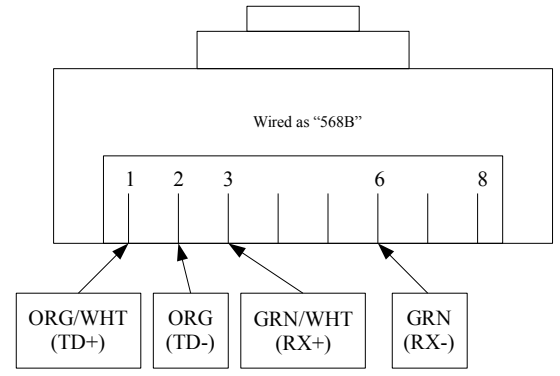 Wired as “568B”
1 2 3 6 8
ORG/WHT
(TD+)
ORG
(TD-)
GRN/WHT
(RX+)
GRN
(RX-)